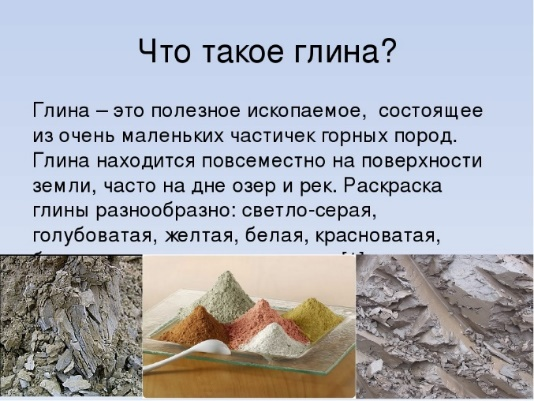 Что такое глина?
Глина – это полезное ископаемое, состоящее
из очень маленьких частичек горных пород.
Глина находится повсеместно на поверхности
земли, часто на дне озер и рек. Раскраска
глины разнообразно: светло-серая,
голубоватая, желтая, белая, красноватая,